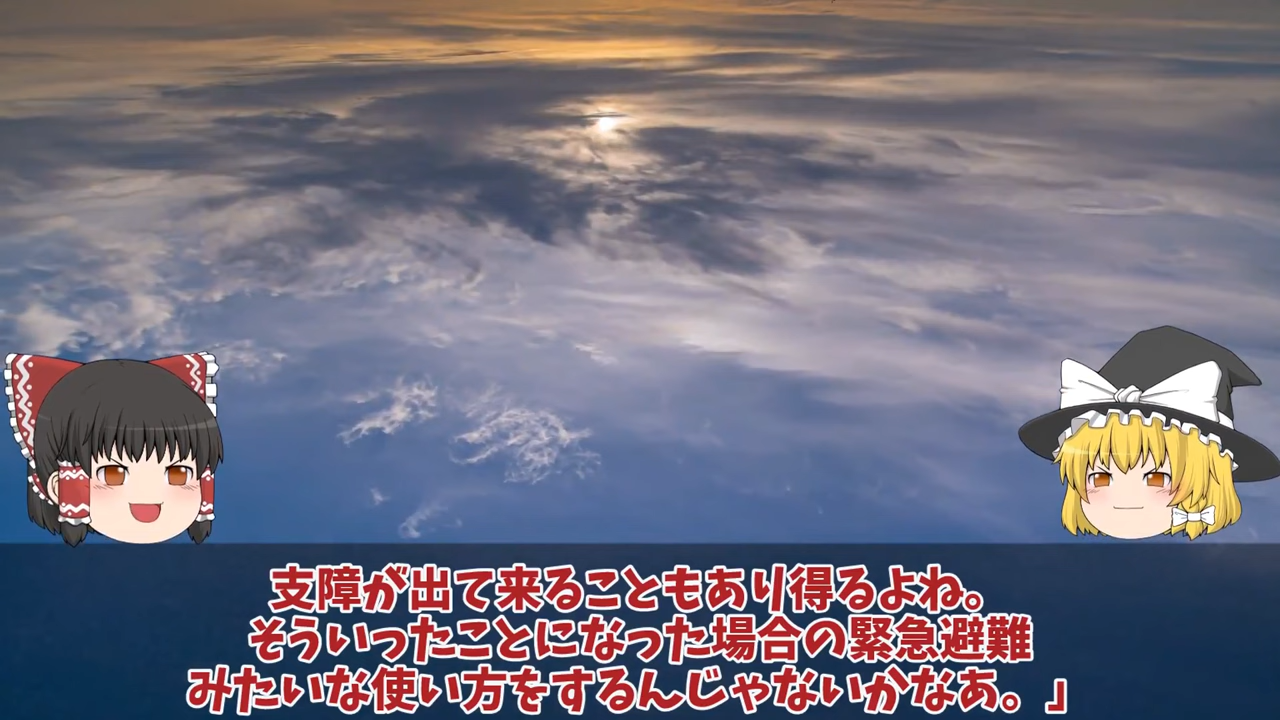 支障が出て来ることもあり得るよね。
そういったことになった場合の緊急避難
みたいな使い方をするんじゃないかなあ。」